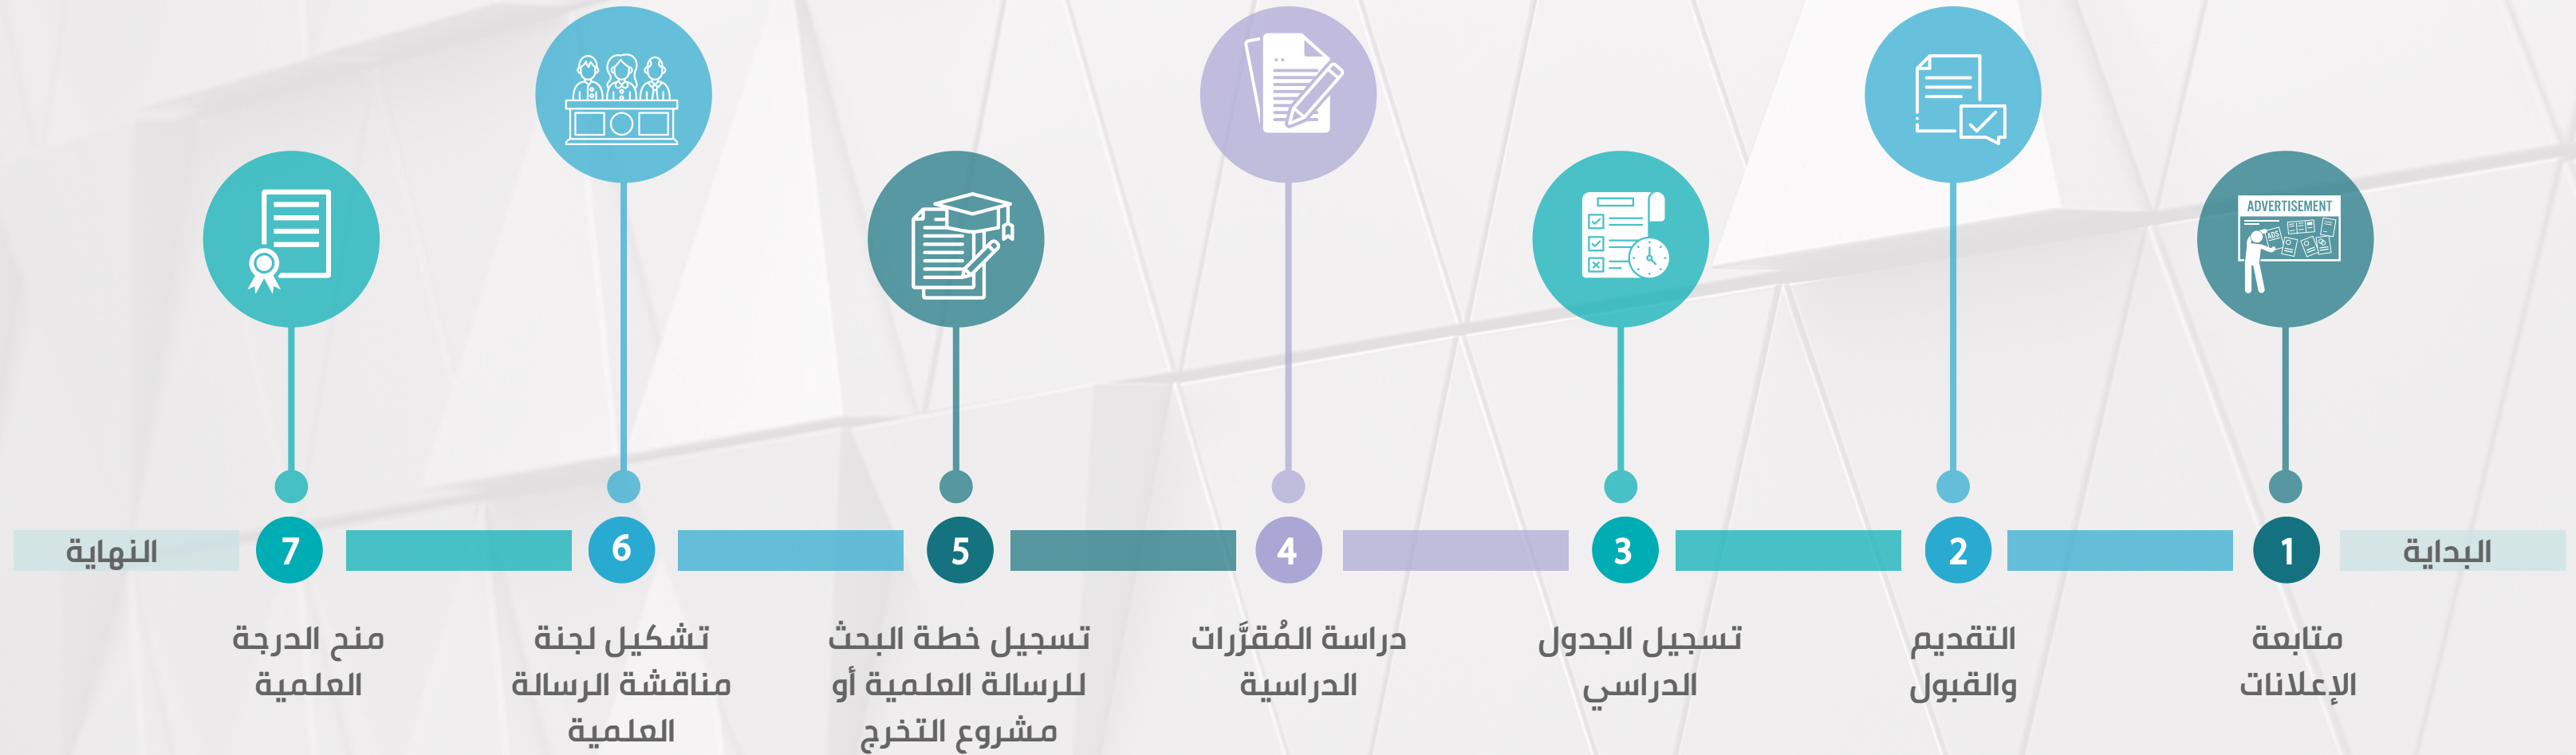 ADVERTISEMENT
ADS
البداية
1
2
3
4
5
6
7
النهاية
متابعة
الإعلانات
التقديم
والقبول
تسجيل الجدول
الدراسي
دراسة المُقرَّرات
الدراسية
تسجيل خطة البحث
للرسالة العلمية أو
مشروع التخرج
تشكيل لجنة
مناقشة الرسالة
العلمية
منح الدرجة
العلمية